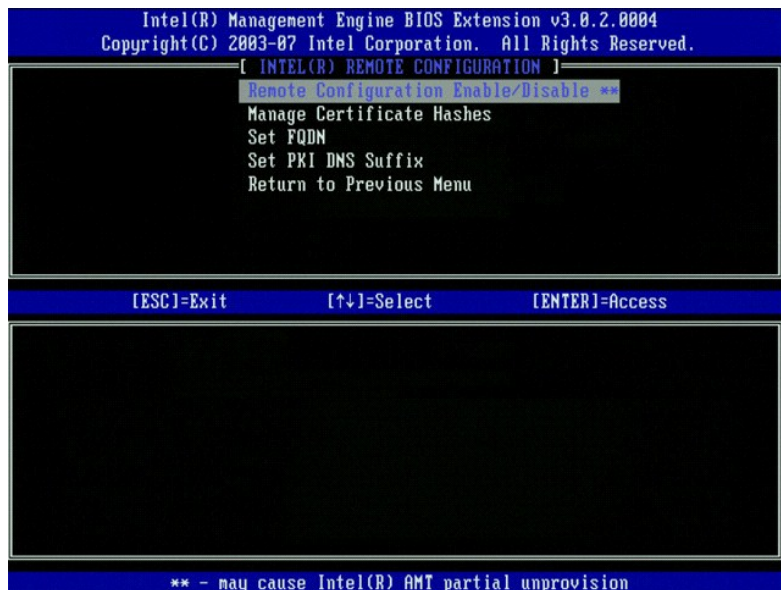 Intel(R) Management Engine BIOS Extension v3.0.2.0004
Copyright(C) 2003-07 Intel Corporation. All Rights Reserved.
[ INTEL(R) REMOTE CONFIGURATION ]
Remote Configuration Enable/Disable **
Manage Certificate Hashes
Set FQDN
Set PKI DNS Suffix
Return to Previous Menu
[ESC]=Exit [↑↓]=Select [ENTER]=Access
** - may cause Intel(R) AMT partial unprovision